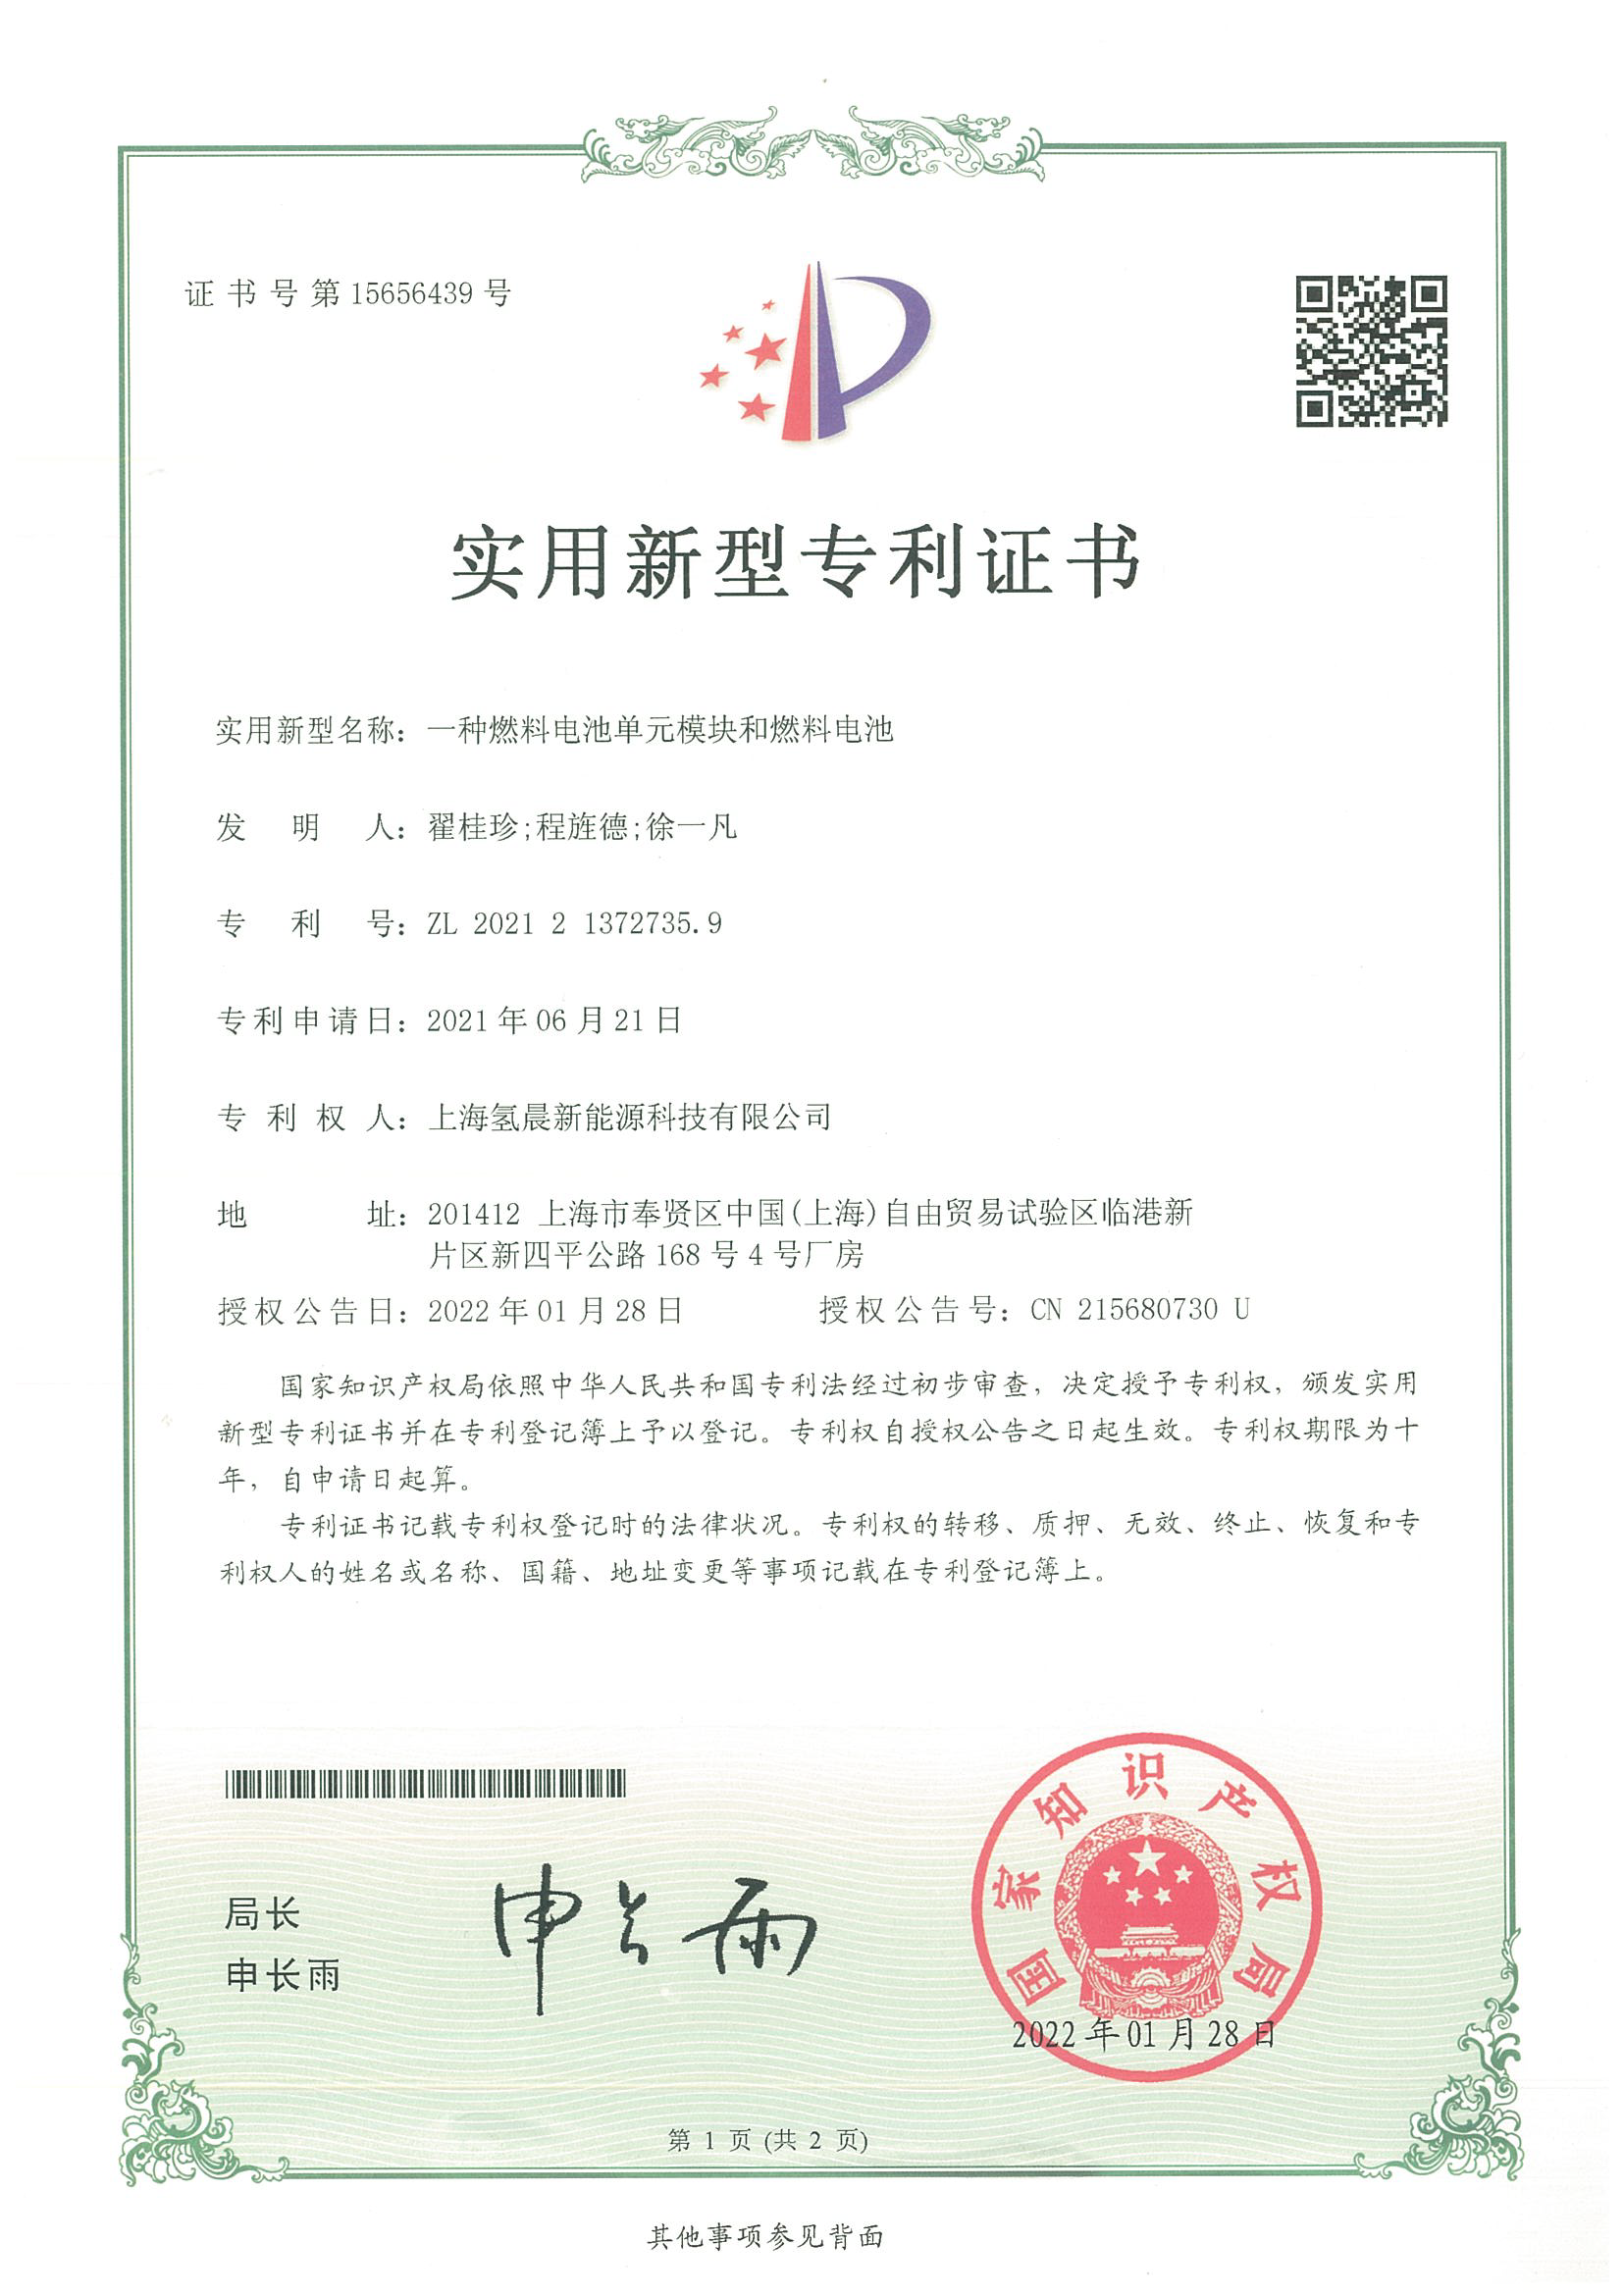 证书号第15656439号
实用新型专利证书
实用新型名称：一种燃料电池单元模块和燃料电池
发明人：翟桂珍;程旌德;徐一凡
专利号：ZL 2021 2 1372735.9
专利申请日：2021年06月21日
专利权人：上海氢晨新能源科技有限公司
地址：201412 上海市奉贤区中国(上海)自由贸易试验区临港新
片区新四平公路168号4号厂房
授权公告日：2022年01月28日 授权公告号：CN 215680730 U
国家知识产权局依照中华人民共和国专利法经过初步审查，决定授予专利权，颁发实用
新型专利证书并在专利登记簿上予以登记。专利权自授权公告之日起生效。专利权期限为十
年，自申请日起算。
专利证书记载专利权登记时的法律状况。专利权的转移、质押、无效、终止、恢复和专
利权人的姓名或名称、国籍、地址变更等事项记载在专利登记簿上。
局长
申长雨
申长雨
国家知识产权局
2022年01月28日
第 1 页 (共 2 页)
其他事项参见背面